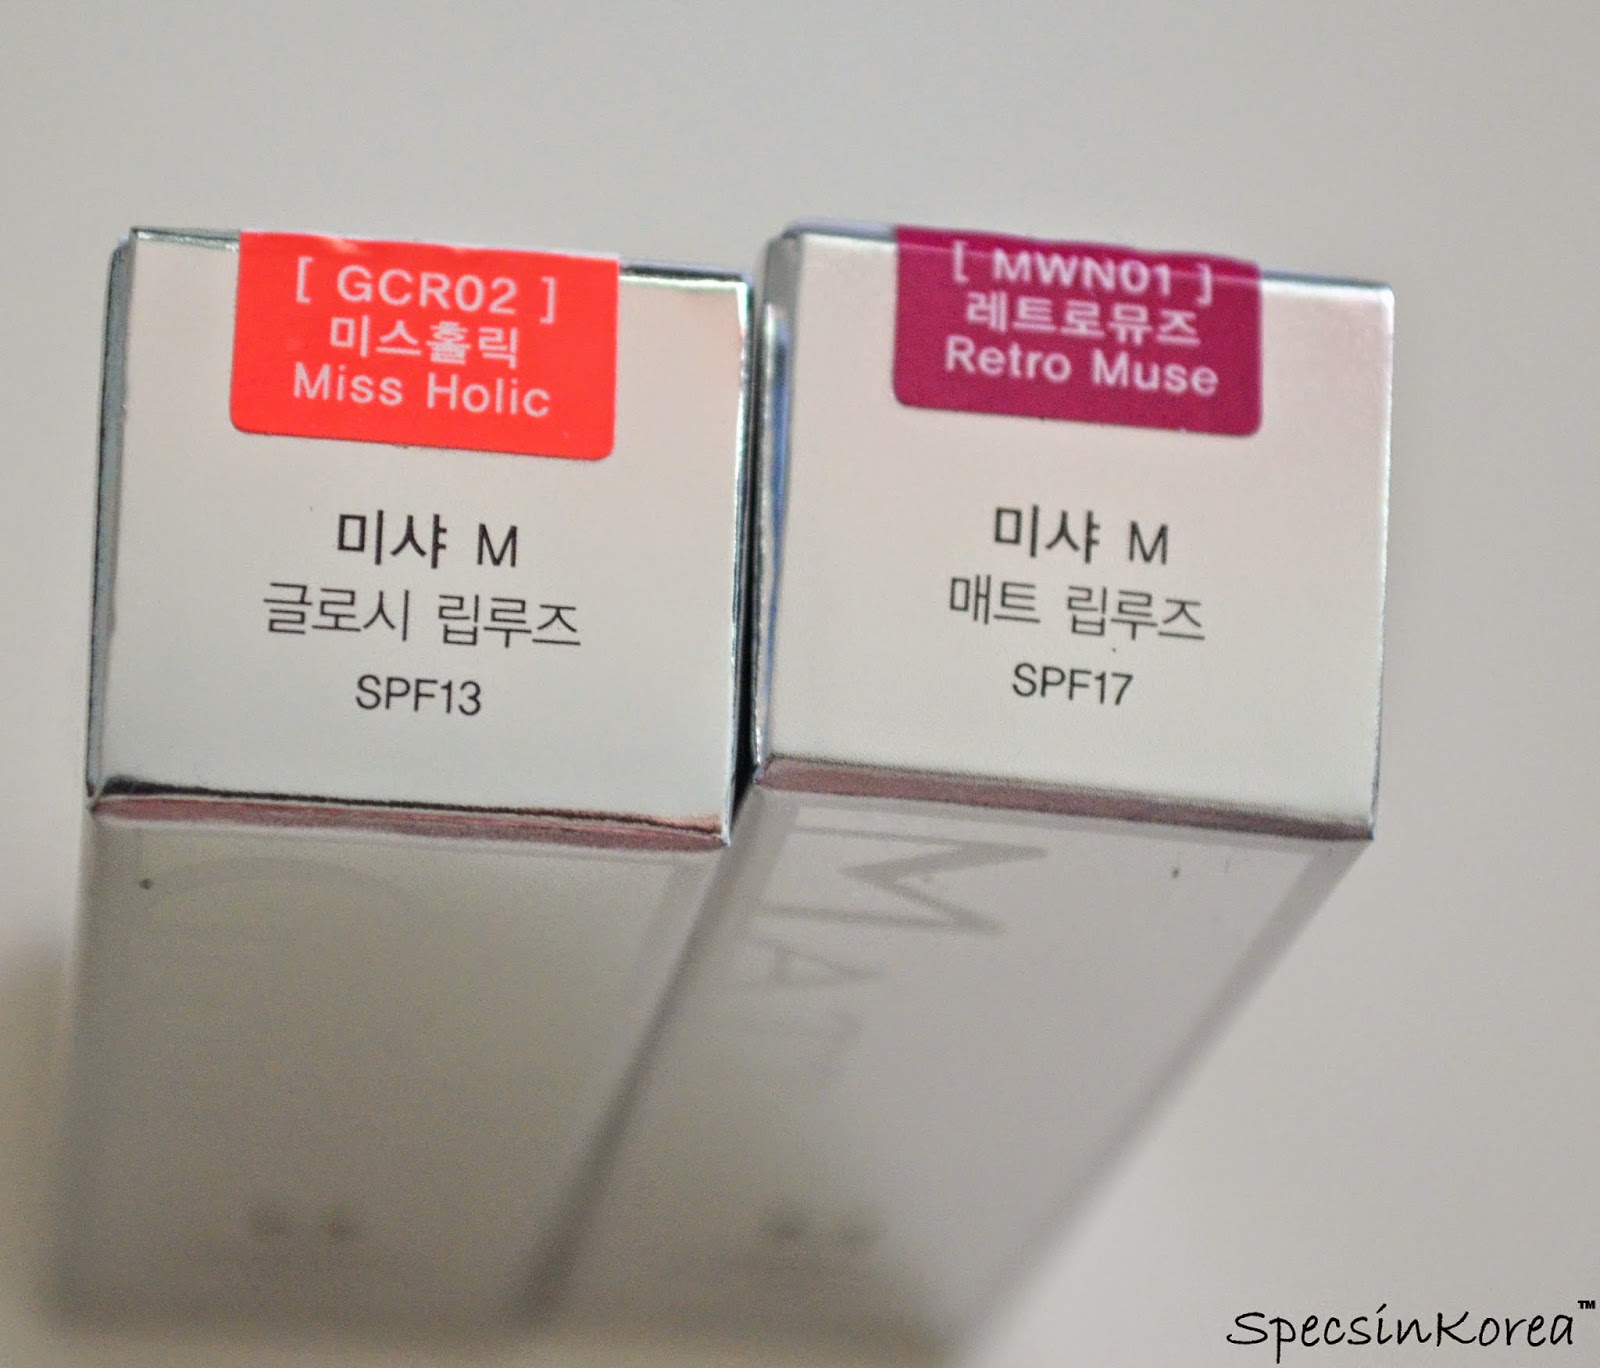 [ GCR02 ]
미스홀릭
Miss Holic
미샤 M
글로시 립루즈
SPF13
[ MWN01 ]
레트로뮤즈
Retro Muse
미샤 M
매트 립루즈
SPF17
MAT
SpecsinKorea™